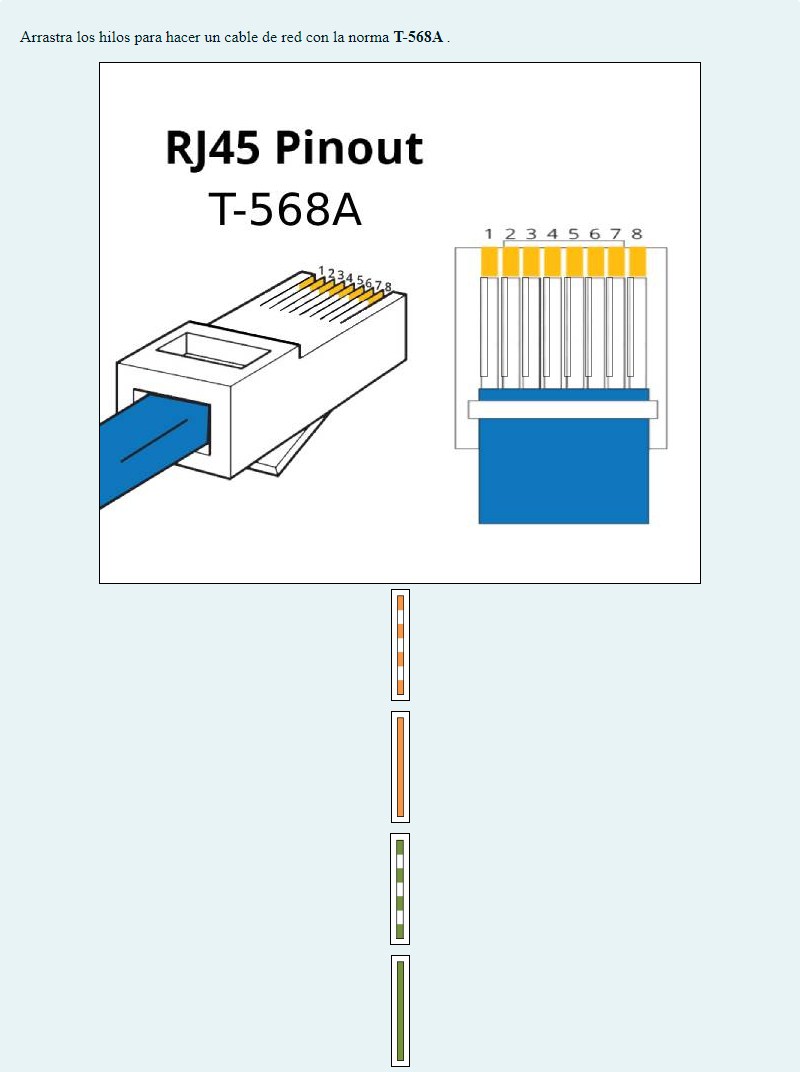 Arrastra los hilos para hacer un cable de red con la norma T-568A .
RJ45 Pinout
T-568A
1 2 3 4 5 6 7 8
1 2 3 4 5 6 7 8